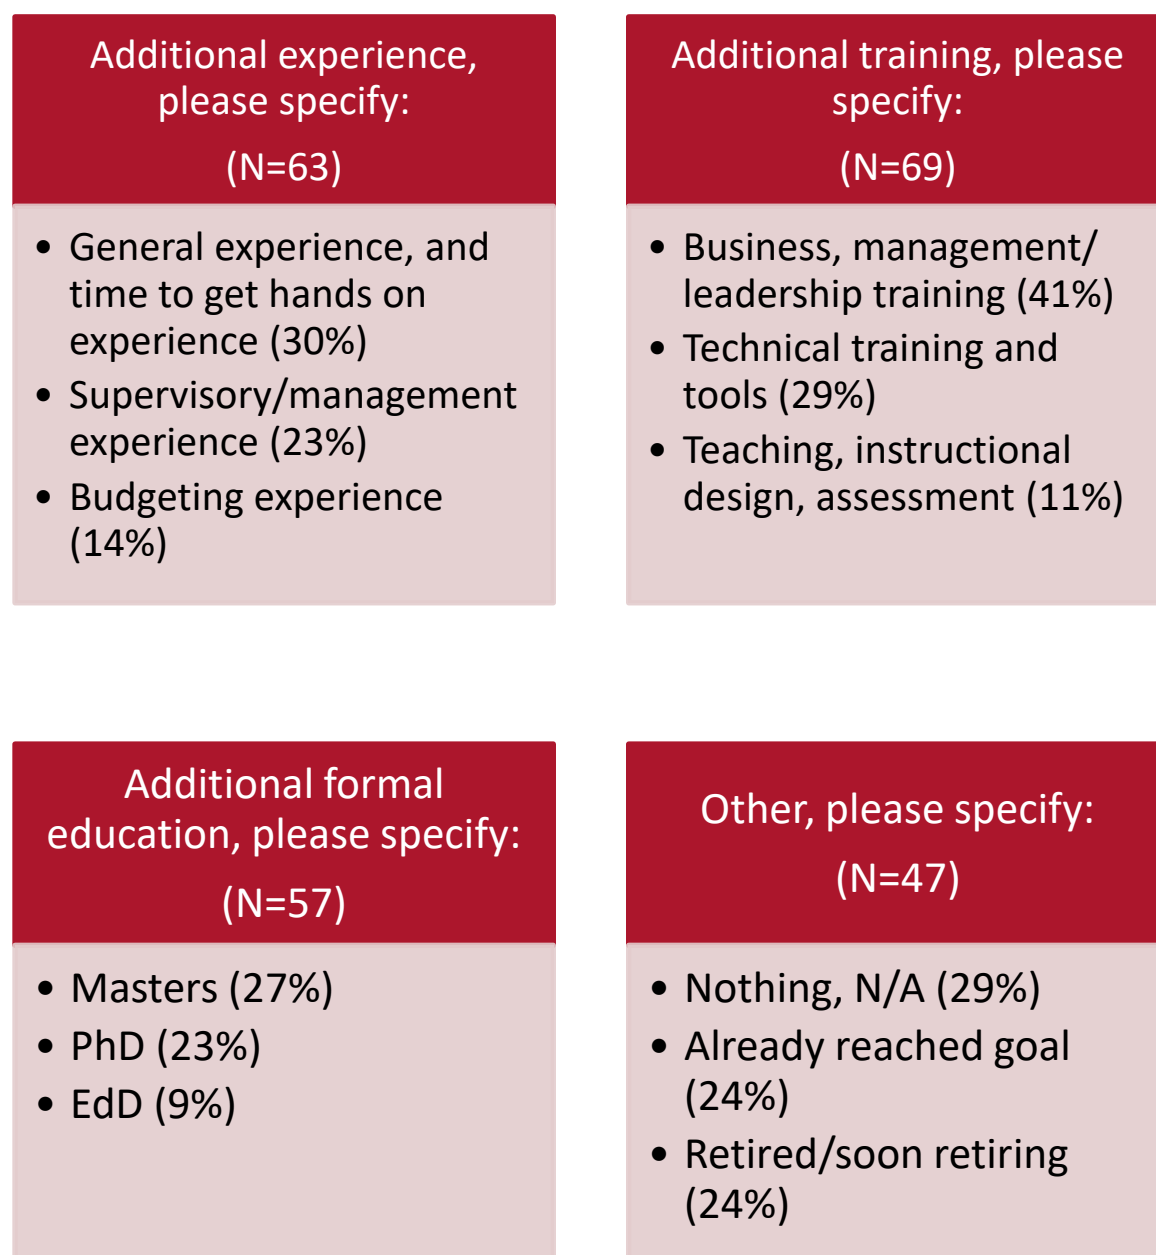 Additional experience,
please specify:
(N=63)
• General experience, and
time to get hands on
experience (30%)
• Supervisory/management
experience (23%)
• Budgeting experience
(14%)
Additional training, please
specify:
(N=69)
• Business, management/
leadership training (41%)
• Technical training and
tools (29%)
• Teaching, instructional
design, assessment (11%)
Additional formal
education, please specify:
(N=57)
• Masters (27%)
• PhD (23%)
• EdD (9%)
Other, please specify:
(N=47)
• Nothing, N/A (29%)
• Already reached goal
(24%)
• Retired/soon retiring
(24%)